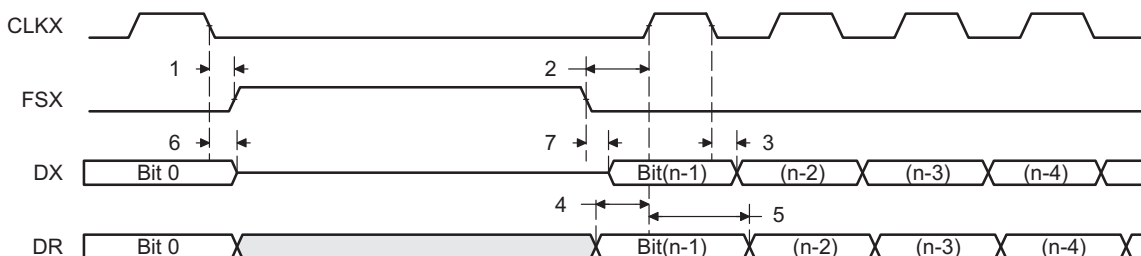 CLKX
1 2
FSX
6 7 3
DX Bit 0 Bit(n-1) (n-2) (n-3) (n-4)
4 5
DR Bit 0 Bit(n-1) (n-2) (n-3) (n-4)